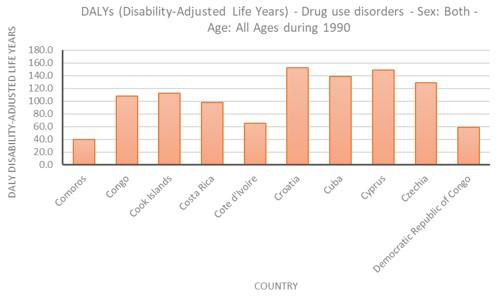 DALYs (Disability-Adjusted Life Years) - Drug use disorders - Sex: Both -
Age: All Ages during 1990
DALY DISABILITY-ADJUSTED LIFE YEARS
180.0
160.0
140.0
120.0
100.0
80.0
60.0
40.0
20.0
0.0
Comoros
Congo
Cook Islands
Costa Rica
Cote d'Ivoire
Croatia
Cuba
Cyprus
Czechia
Democratic Republic of Congo
COUNTRY